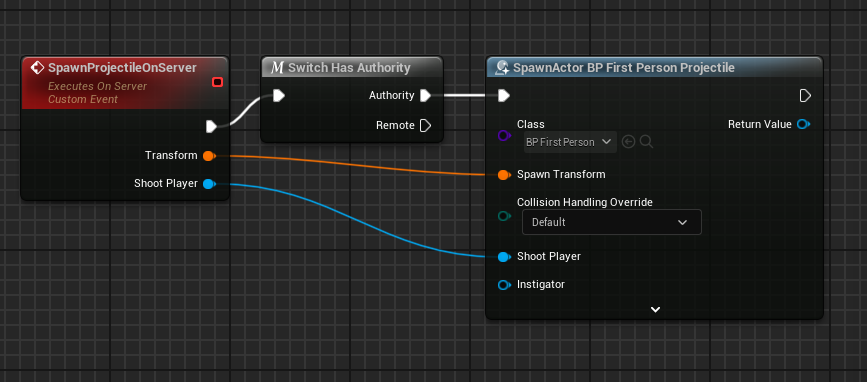 SpawnProjectileOnServer
Executes On Server
Custom Event
Transform
Shoot Player
Switch Has Authority
Authority
Remote
SpawnActor BP First Person Projectile
Class
BP First Person
Return Value
Spawn Transform
Collision Handling Override
Default
Shoot Player
Instigator